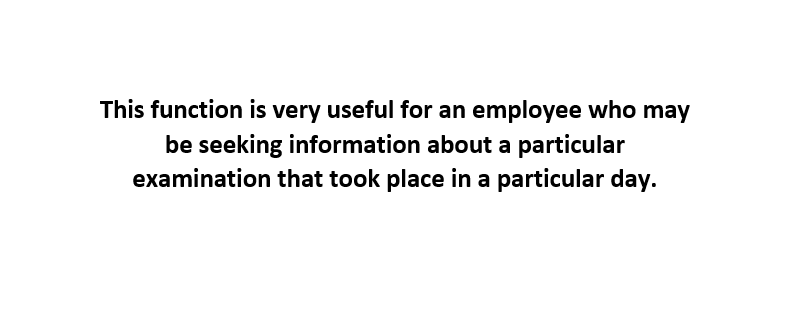 This function is very useful for an employee who may
be seeking information about a particular
examination that took place in a particular day.